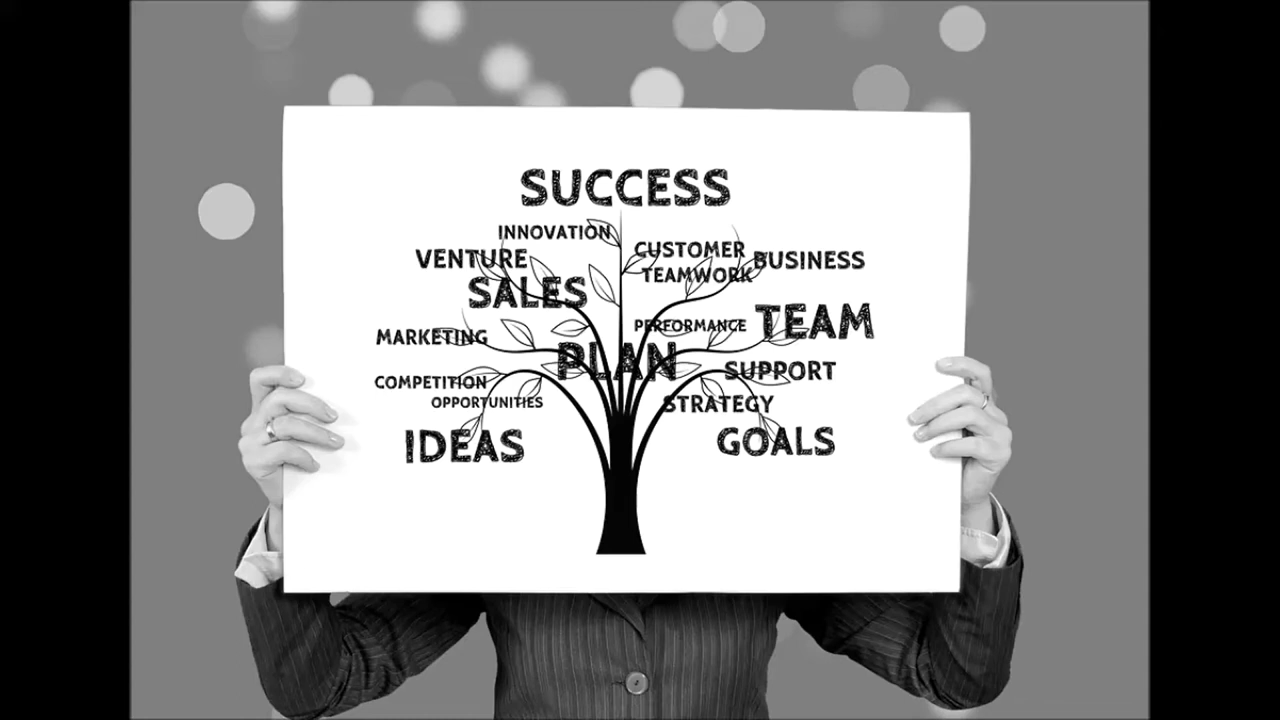 SUCCESS
INNOVATION
CUSTOMER
VENTURE
BUSINESS
TEAMWORK
SALES
TEAM
PERFORMANCE
MARKETING
PLAN
SUPPORT
COMPETITION
OPPORTUNITIES
STRATEGY
IDEAS
GOALS